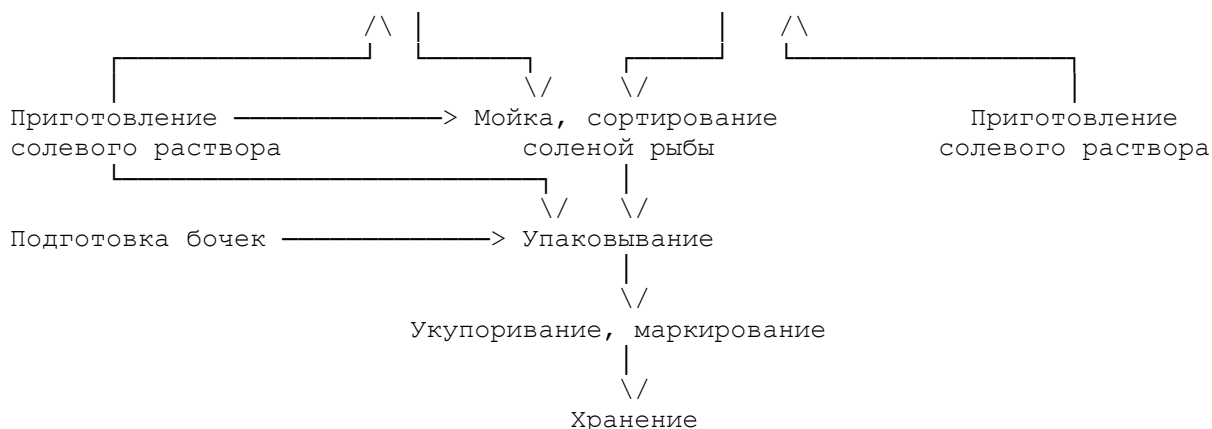 Приготовление
солевого раствора
Мойка, сортирование
соленой рыбы
Приготовление
солевого раствора
Подготовка бочек
Упаковывание
Укупоривание, маркирование
Хранение